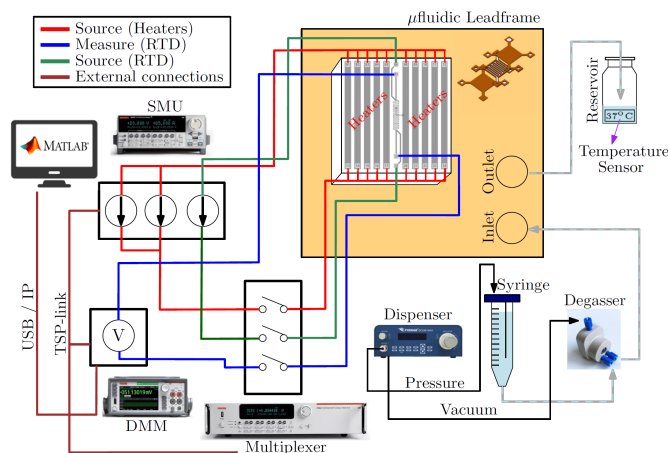 Source (Heaters)
Measure (RTD)
Source (RTD)
External connections
µfluidic Leadframe
SMU
MATLAB®
Heaters
Heaters
Reservoir
37°C
Temperature
Sensor
Outlet
Inlet
USB / IP
TSP-link
V
Syringe
Dispenser
Degasser
Pressure
Vacuum
DMM
Multiplexer